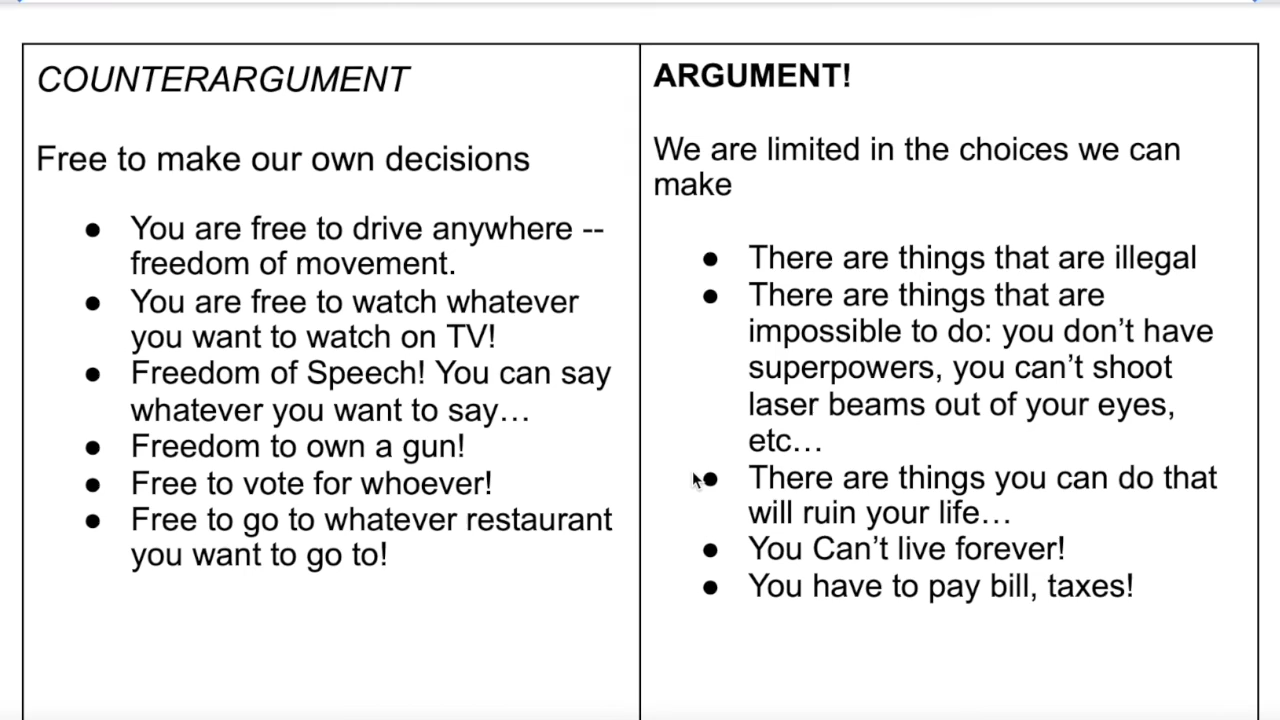 COUNTERARGUMENT
Free to make our own decisions
● You are free to drive anywhere --
freedom of movement.
● You are free to watch whatever
you want to watch on TV!
● Freedom of Speech! You can say
whatever you want to say…
● Freedom to own a gun!
● Free to vote for whoever!
● Free to go to whatever restaurant
you want to go to!
ARGUMENT!
We are limited in the choices we can
make
● There are things that are illegal
● There are things that are
impossible to do: you don’t have
superpowers, you can’t shoot
laser beams out of your eyes,
etc…
● There are things you can do that
will ruin your life…
● You Can’t live forever!
● You have to pay bill, taxes!